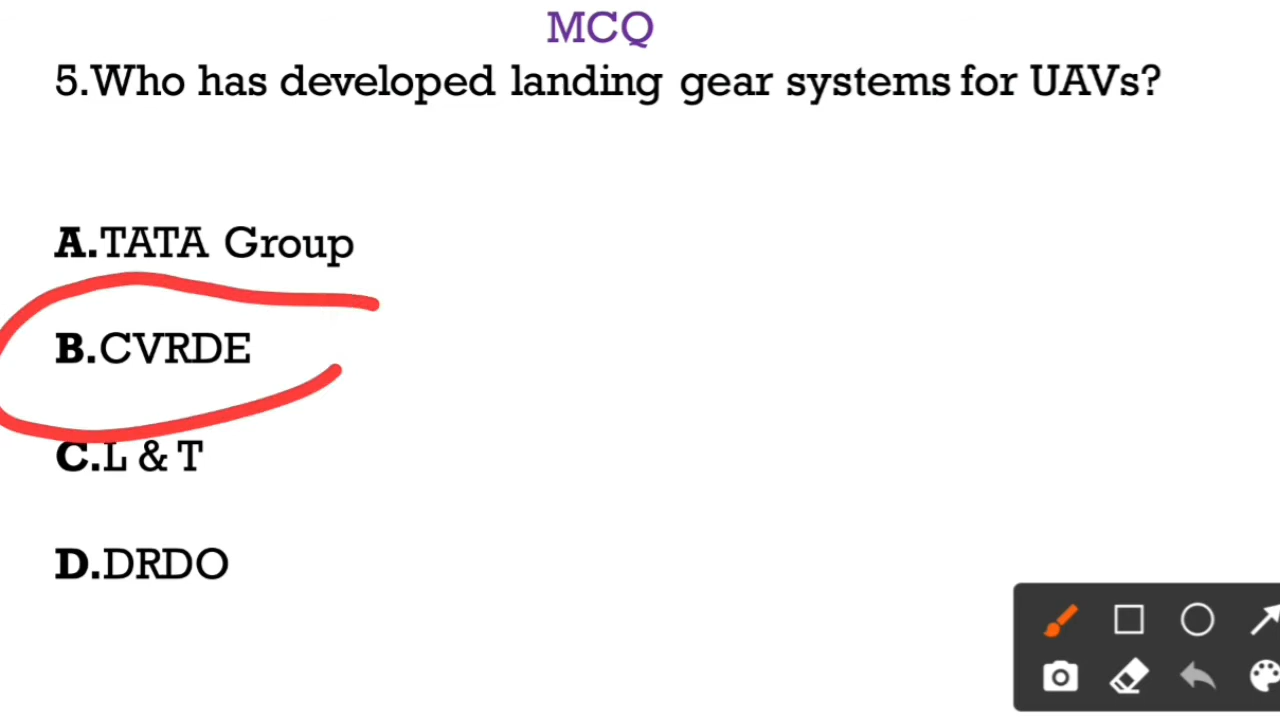 MCQ
5.Who has developed landing gear systems for UAVs?
A.TATA Group
B.CVRDE
C.L & T
D.DRDO